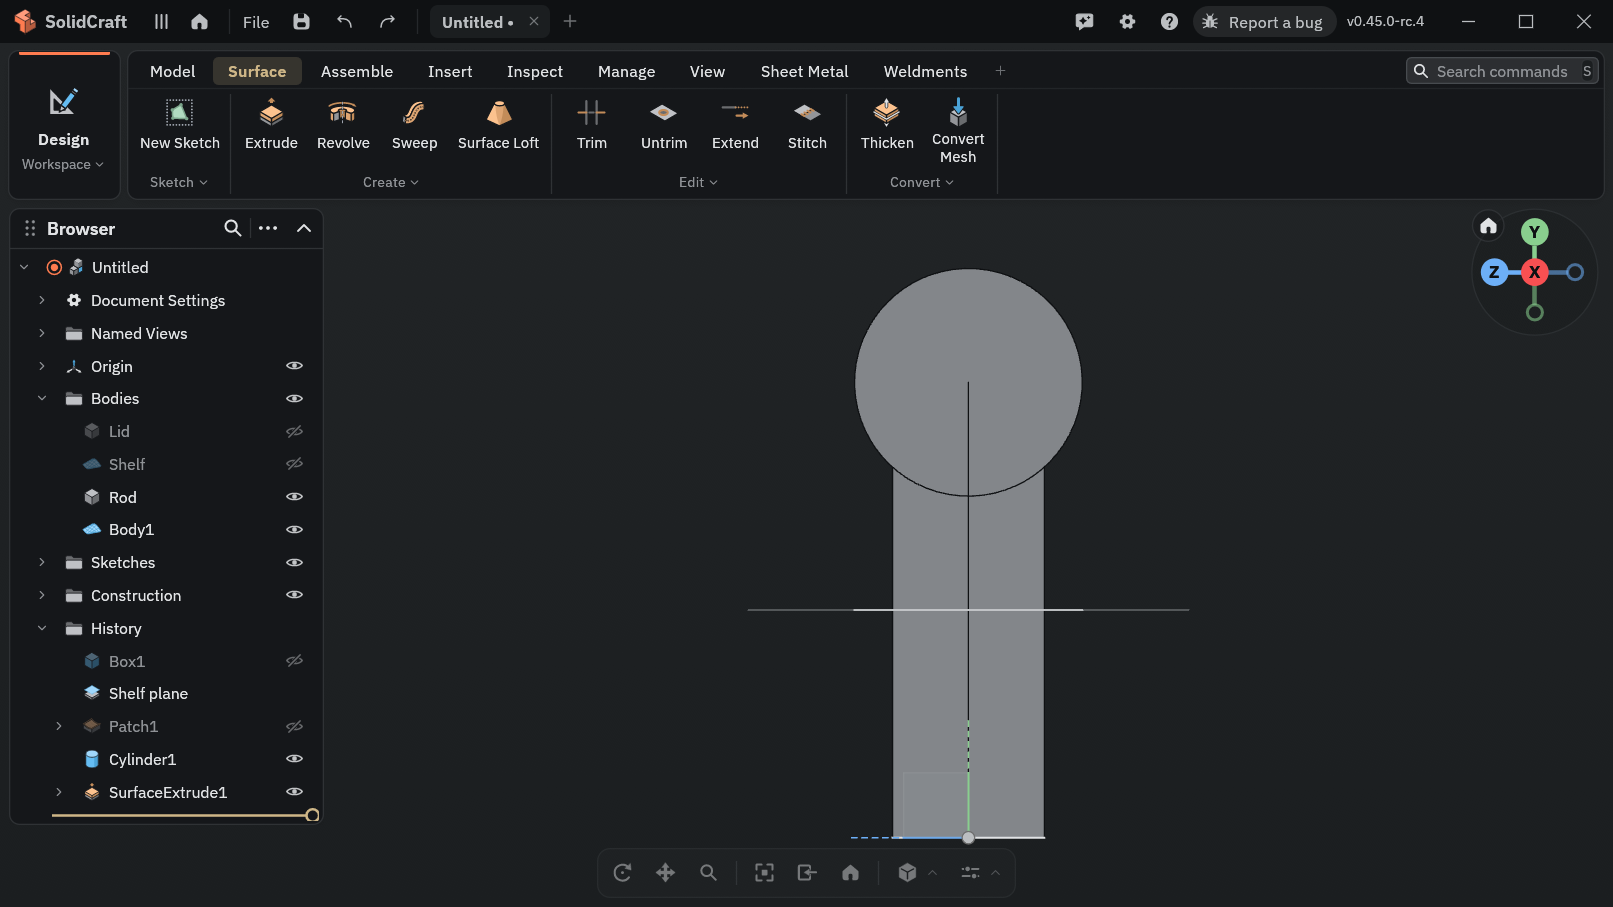 SolidCraft
File
Untitled •
Report a bug
v0.45.0-rc.4
Design
Workspace
Model
Surface
Assemble
Insert
Inspect
Manage
View
Sheet Metal
Weldments
Search commands
S
New Sketch
Extrude
Revolve
Sweep
Surface Loft
Trim
Untrim
Extend
Stitch
Thicken
Convert
Mesh
Sketch
Create
Edit
Convert
Browser
Untitled
Document Settings
Named Views
Origin
Bodies
Lid
Shelf
Rod
Body1
Sketches
Construction
History
Box1
Shelf plane
Patch1
Cylinder1
SurfaceExtrude1
Y
Z
X